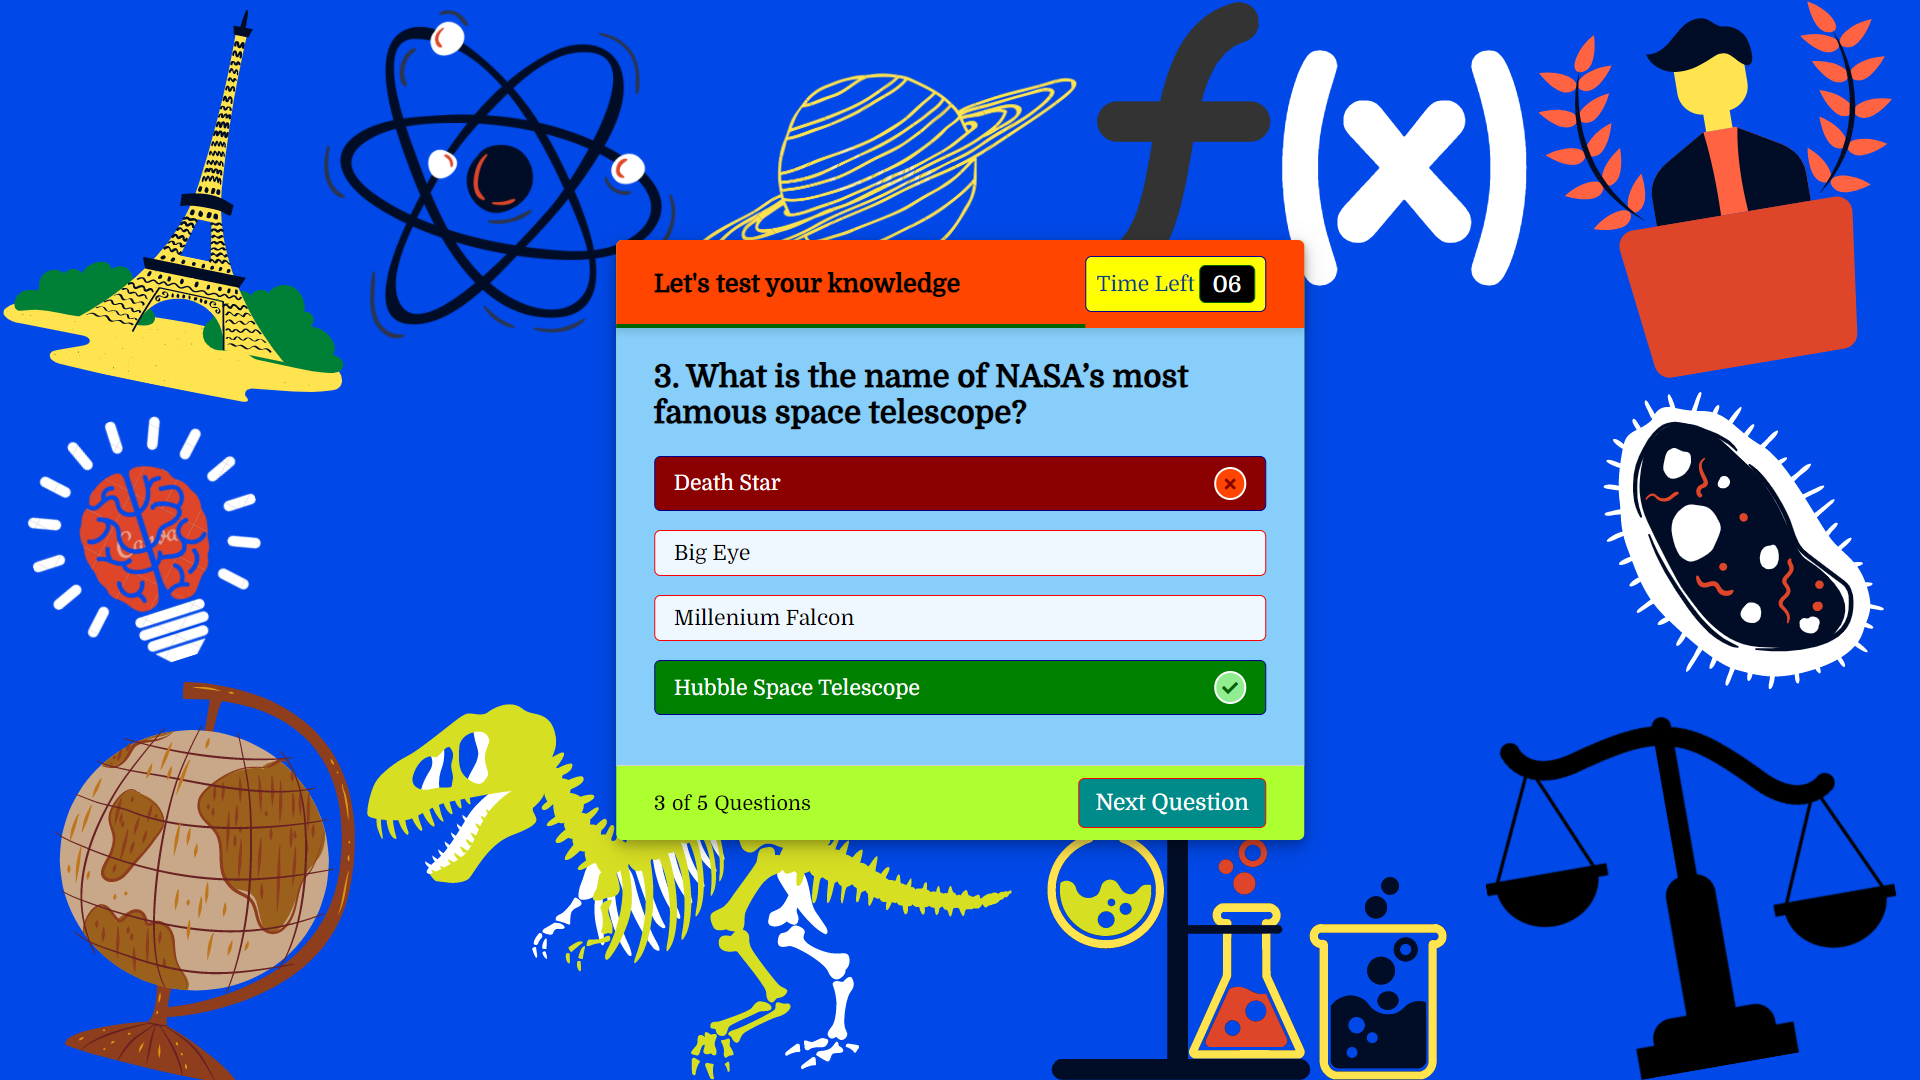 f(x)
Let's test your knowledge
Time Left 06
3. What is the name of NASA’s most
famous space telescope?
Death Star
Big Eye
Millenium Falcon
Hubble Space Telescope
3 of 5 Questions
Next Question
Canva